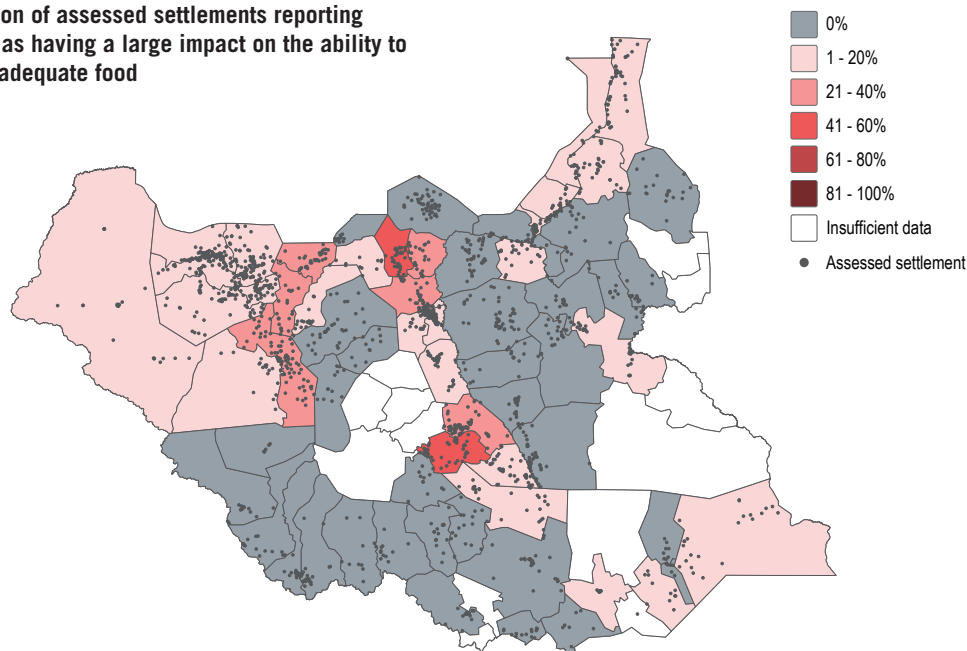 on of assessed settlements reporting
as having a large impact on the ability to
adequate food
0%
1 - 20%
21 - 40%
41 - 60%
61 - 80%
81 - 100%
Insufficient data
Assessed settlement